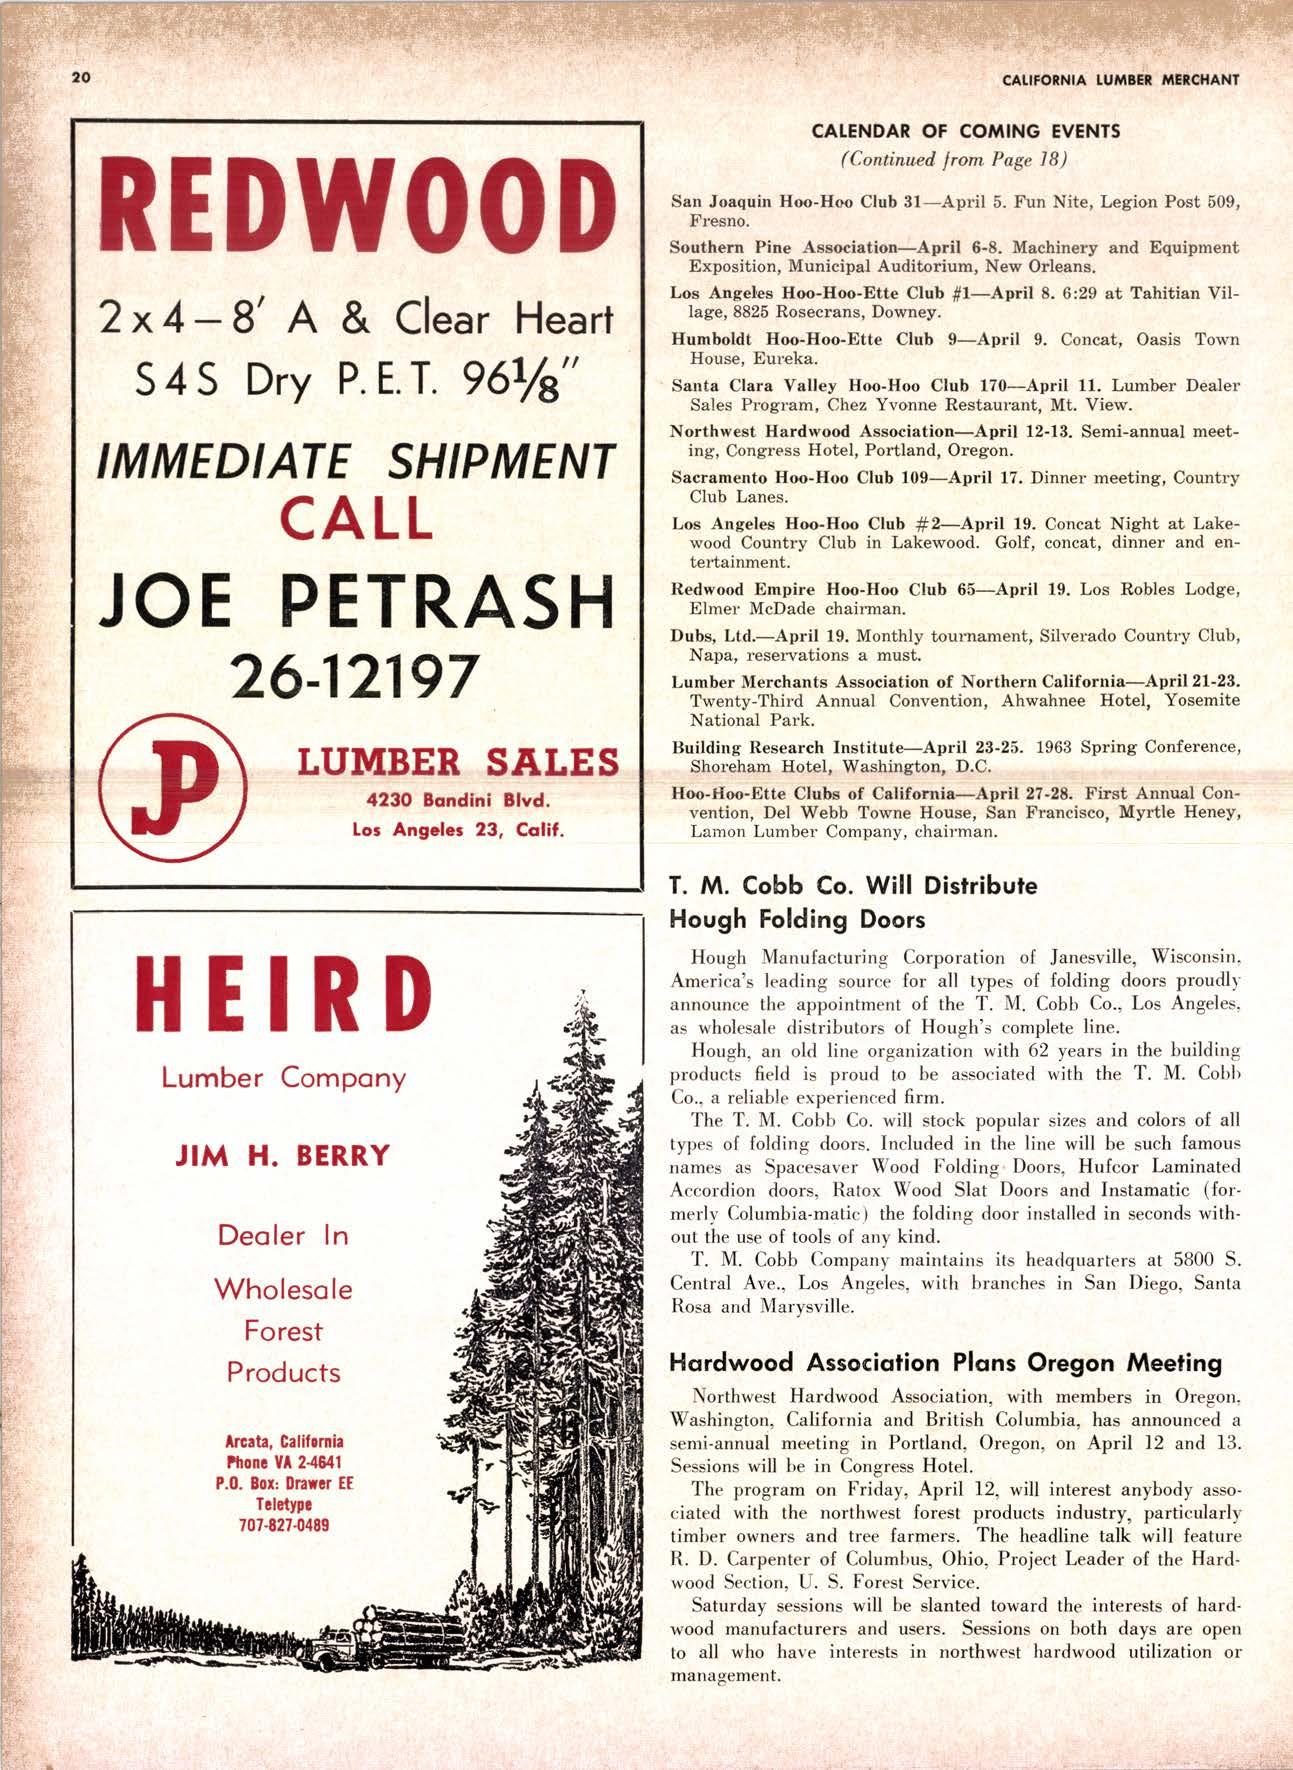 20
CALIFORNIA LUMBER MERCHANT
REDWOOD
2 x 4 – 8′ A & Clear Heart
S4S Dry P.E.T. 96⅛″
IMMEDIATE SHIPMENT
CALL
JOE PETRASH
26-12197
JP
LUMBER SALES
4230 Bandini Blvd.
Los Angeles 23, Calif.
HEIRD
Lumber Company
JIM H. BERRY
Dealer In
Wholesale
Forest
Products
Arcata, California
Phone VA 2-4641
P.O. Box: Drawer EE
Teletype
707-827-0489
CALENDAR OF COMING EVENTS
(Continued from Page 18)
San Joaquin Hoo-Hoo Club 31—April 5. Fun Nite, Legion Post 509,
Fresno.
Southern Pine Association—April 6-8. Machinery and Equipment
Exposition, Municipal Auditorium, New Orleans.
Los Angeles Hoo-Hoo-Ette Club #1—April 8. 6:29 at Tahitian Vil-
lage, 8825 Rosecrans, Downey.
Humboldt Hoo-Hoo-Ette Club 9—April 9. Concat, Oasis Town
House, Eureka.
Santa Clara Valley Hoo-Hoo Club 170—April 11. Lumber Dealer
Sales Program, Chez Yvonne Restaurant, Mt. View.
Northwest Hardwood Association—April 12-13. Semi-annual meet-
ing, Congress Hotel, Portland, Oregon.
Sacramento Hoo-Hoo Club 109—April 17. Dinner meeting, Country
Club Lanes.
Los Angeles Hoo-Hoo Club #2—April 19. Concat Night at Lake-
wood Country Club in Lakewood. Golf, concat, dinner and en-
tertainment.
Redwood Empire Hoo-Hoo Club 65—April 19. Los Robles Lodge,
Elmer McDade chairman.
Dubs, Ltd.—April 19. Monthly tournament, Silverado Country Club,
Napa, reservations a must.
Lumber Merchants Association of Northern California—April 21-23.
Twenty-Third Annual Convention, Ahwahnee Hotel, Yosemite
National Park.
Building Research Institute—April 23-25. 1963 Spring Conference,
Shoreham Hotel, Washington, D.C.
Hoo-Hoo-Ette Clubs of California—April 27-28. First Annual Con-
vention, Del Webb Towne House, San Francisco, Myrtle Heney,
Lamon Lumber Company, chairman.
T. M. Cobb Co. Will Distribute
Hough Folding Doors
Hough Manufacturing Corporation of Janesville, Wisconsin,
America's leading source for all types of folding doors proudly
announce the appointment of the T. M. Cobb Co., Los Angeles,
as wholesale distributors of Hough's complete line.
Hough, an old line organization with 62 years in the building
products field is proud to be associated with the T. M. Cobb
Co., a reliable experienced firm.
The T. M. Cobb Co. will stock popular sizes and colors of all
types of folding doors. Included in the line will be such famous
names as Spacesaver Wood Folding Doors, Hufcor Laminated
Accordion doors, Ratox Wood Slat Doors and Instamatic (for-
merly Columbia-matic) the folding door installed in seconds with-
out the use of tools of any kind.
T. M. Cobb Company maintains its headquarters at 5800 S.
Central Ave., Los Angeles, with branches in San Diego, Santa
Rosa and Marysville.
Hardwood Association Plans Oregon Meeting
Northwest Hardwood Association, with members in Oregon,
Washington, California and British Columbia, has announced a
semi-annual meeting in Portland, Oregon, on April 12 and 13.
Sessions will be in Congress Hotel.
The program on Friday, April 12, will interest anybody asso-
ciated with the northwest forest products industry, particularly
timber owners and tree farmers. The headline talk will feature
R. D. Carpenter of Columbus, Ohio, Project Leader of the Hard-
wood Section, U. S. Forest Service.
Saturday sessions will be slanted toward the interests of hard-
wood manufacturers and users. Sessions on both days are open
to all who have interests in northwest hardwood utilization or
management.